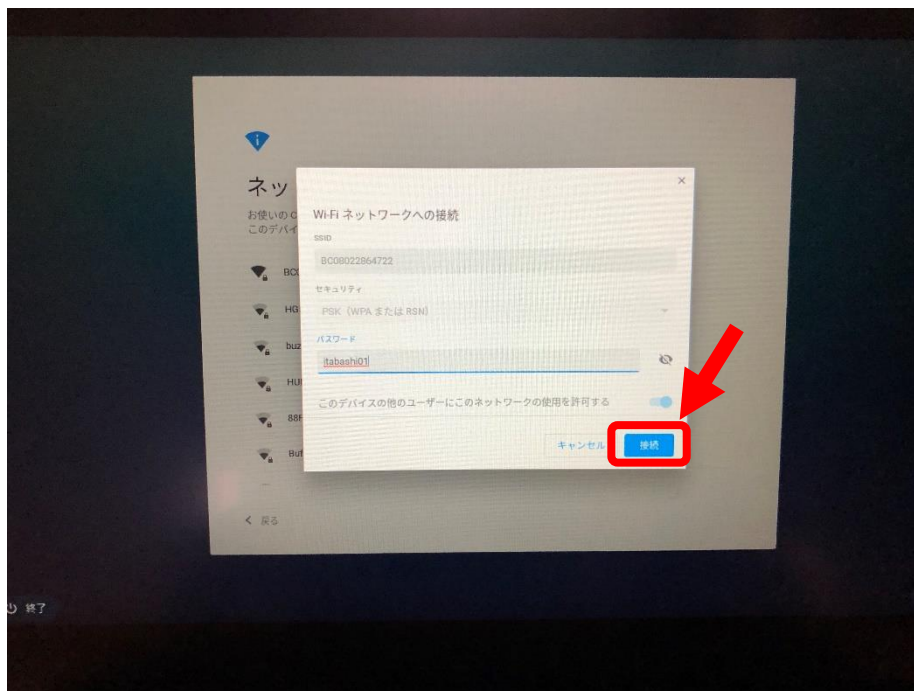 ネッ
お使いの C
このデバイ
BC0
HG
buz
HU
88
Buf
戻る
終了
×
Wi-Fi ネットワークへの接続
SSID
BC08022864722
セキュリティ
PSK（WPA または RSN）
パスワード
itabashi01
このデバイスの他のユーザーにこのネットワークの使用を許可する
キャンセル
接続